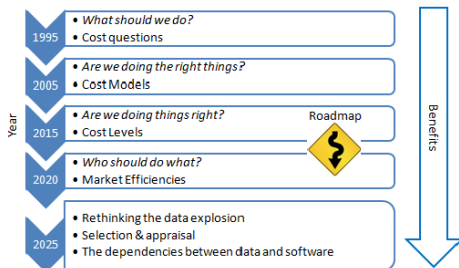 1995
• What should we do?
• Cost questions
2005
• Are we doing the right things?
• Cost Models
2015
• Are we doing things right?
• Cost Levels
Roadmap
2020
• Who should do what?
• Market Efficiencies
2025
• Rethinking the data explosion
• Selection & appraisal
• The dependencies between data and software
Year
Benefits